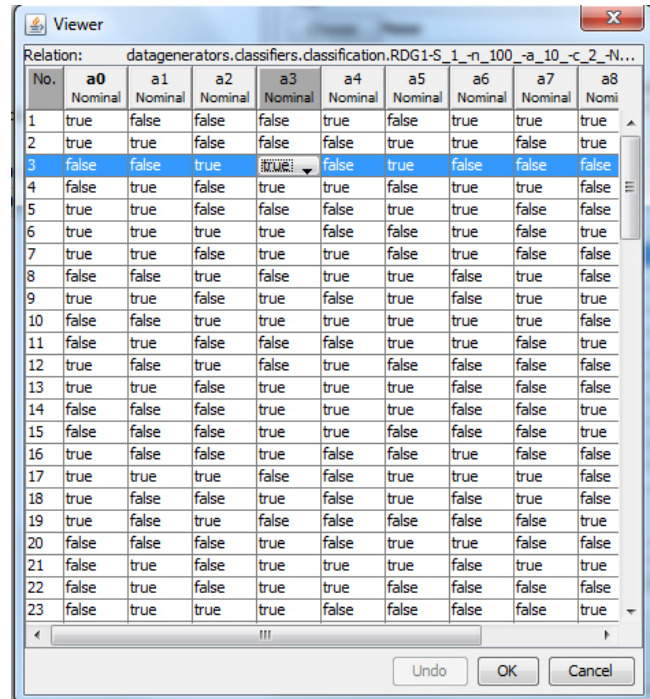 Viewer
Relation: datagenerators.classifiers.classification.RDG1-S_1_-n_100_-a_10_-c_2_-N...
No. a0 a1 a2 a3 a4 a5 a6 a7 a8
Nominal Nominal Nominal Nominal Nominal Nominal Nominal Nominal Nomi
1 true false false false true false true true true
2 true true false false true true true false true
3 false false true true false true false false false
4 true false false true true false true true false
5 true true false false false true true false false
6 true true true false false true false true false
7 true true false true true false false false false
8 false false true false true true false true false
9 true true false true false true false false true
10 false false true true true true true true false
11 false false true false false true false false true
12 true false true false true false false false false
13 true true false true true true false false false
14 false false false true true true false false true
15 false false false true true false false false true
16 true false false true false false false true false
17 true true true false false true true true false
18 true false false true false false false true false
19 true false true false false true false false true
20 false false false true false true true false false
21 false true false true true true false true false
22 false true false true false false false false false
23 false true true true false false false false true
Undo OK Cancel